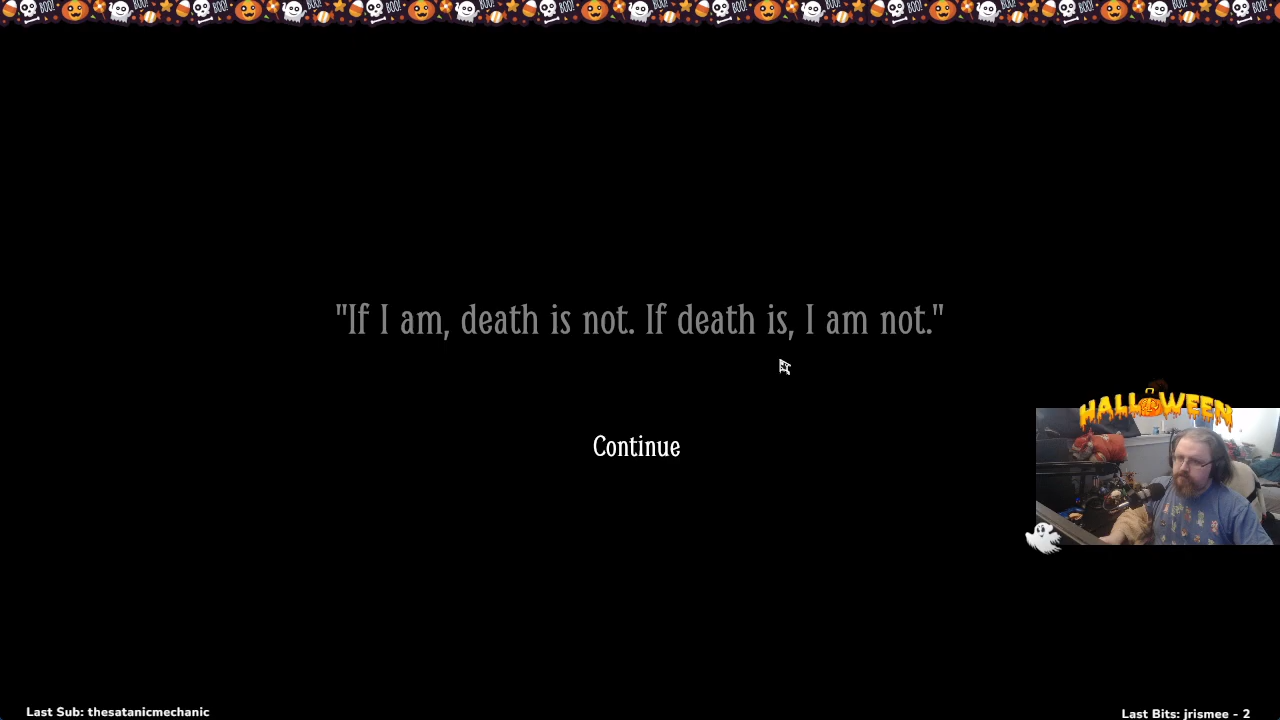 "If I am, death is not. If death is, I am not."
Continue
HALLOWEEN
Last Sub: thesatanicmechanic
Last Bits: jrismee - 2